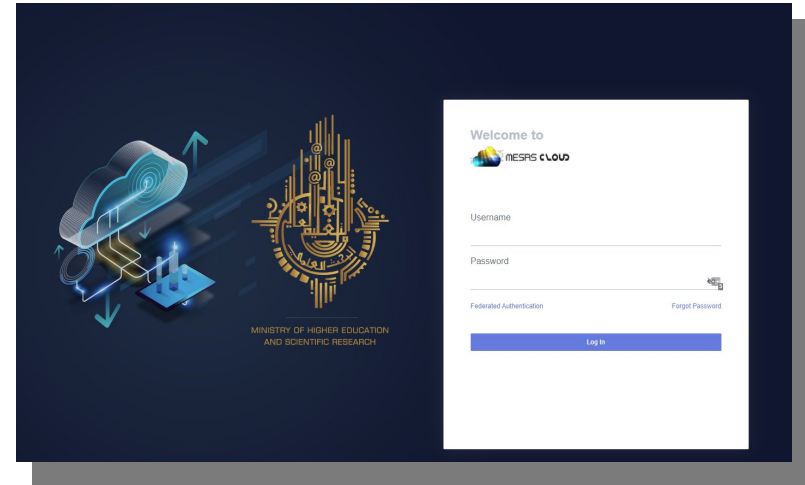 Welcome to
MESRS CLOUD
Username
Password
Federated Authentication
Forgot Password
Log In
MINISTRY OF HIGHER EDUCATION
AND SCIENTIFIC RESEARCH